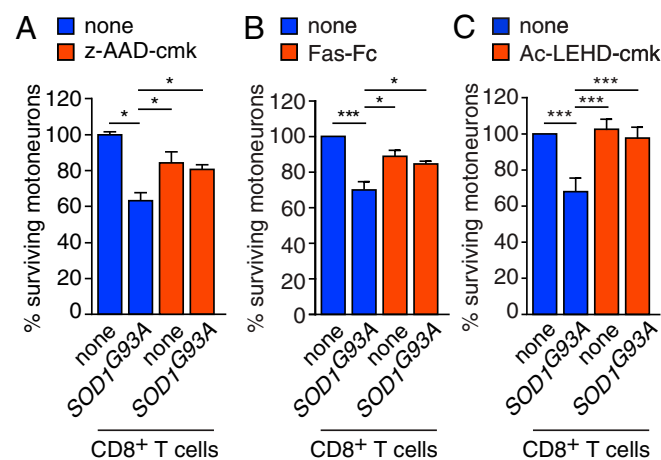 A
none
z-AAD-cmk
% surviving motoneurons
120
100
80
60
40
20
0
*
*
*
none
SOD1G93A
none
SOD1G93A
CD8+ T cells
B
none
Fas-Fc
% surviving motoneurons
120
100
80
60
40
20
0
*
***
*
none
SOD1G93A
none
SOD1G93A
CD8+ T cells
C
none
Ac-LEHD-cmk
% surviving motoneurons
120
100
80
60
40
20
0
***
***
***
none
SOD1G93A
none
SOD1G93A
CD8+ T cells